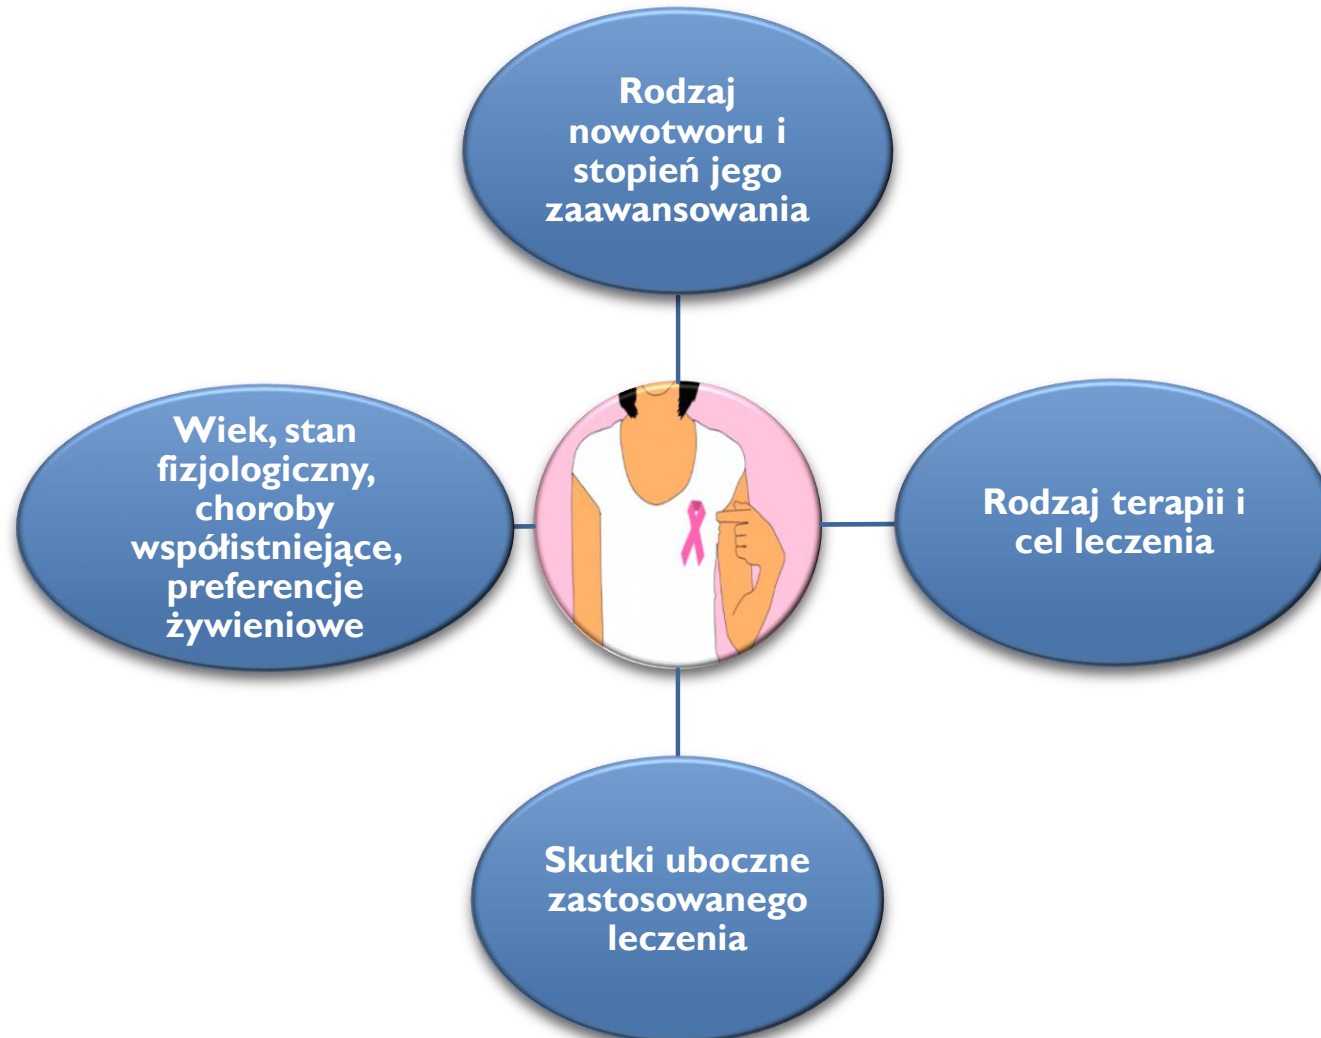 Rodzaj
nowotworu i
stopień jego
zaawansowania
Wiek, stan
fizjologiczny,
choroby
współistniejące,
preferencje
żywieniowe
Rodzaj terapii i
cel leczenia
Skutki uboczne
zastosowanego
leczenia